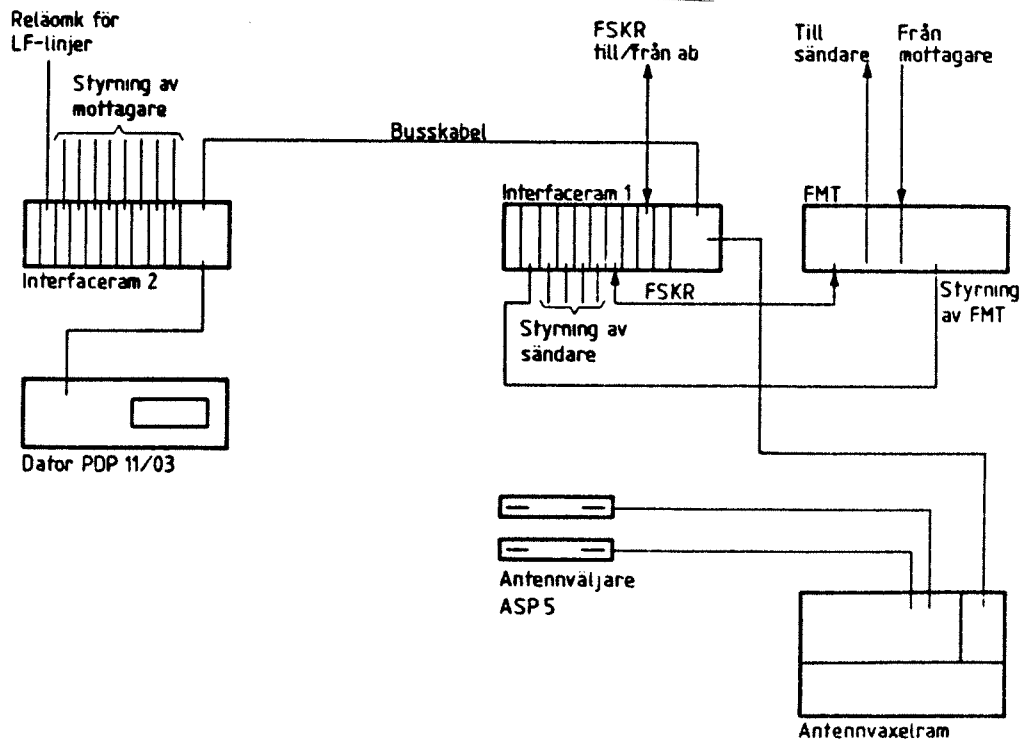 Reläomk för
LF-linjer
Styrning av
mottagare
FSKR
till/från ab
Till
sändare
Från
mottagare
Busskabel
Interfaceram 1
FMT
Interfaceram 2
FSKR
Styrning av
sändare
Styrning
av FMT
Dator PDP 11/03
Antennväljare
ASP 5
Antennvaxelram